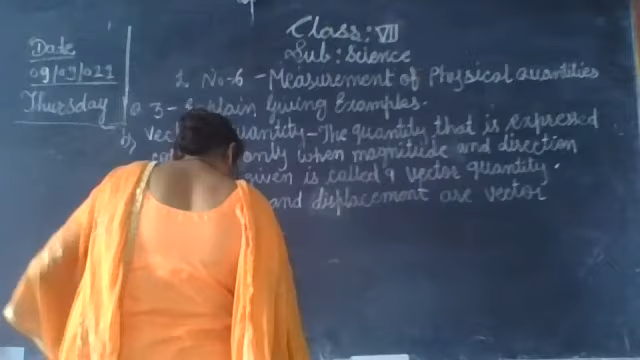 Class: VII
Sub: Science
Date
09/09/021
Thursday
L No-6 - Measurement of Physical Quantities
Q. 3 - Explain Giving Examples.
b) Quantity - The quantity that is expressed
only when magnitude and direction
given is called a vector quantity.
and displacement are vector